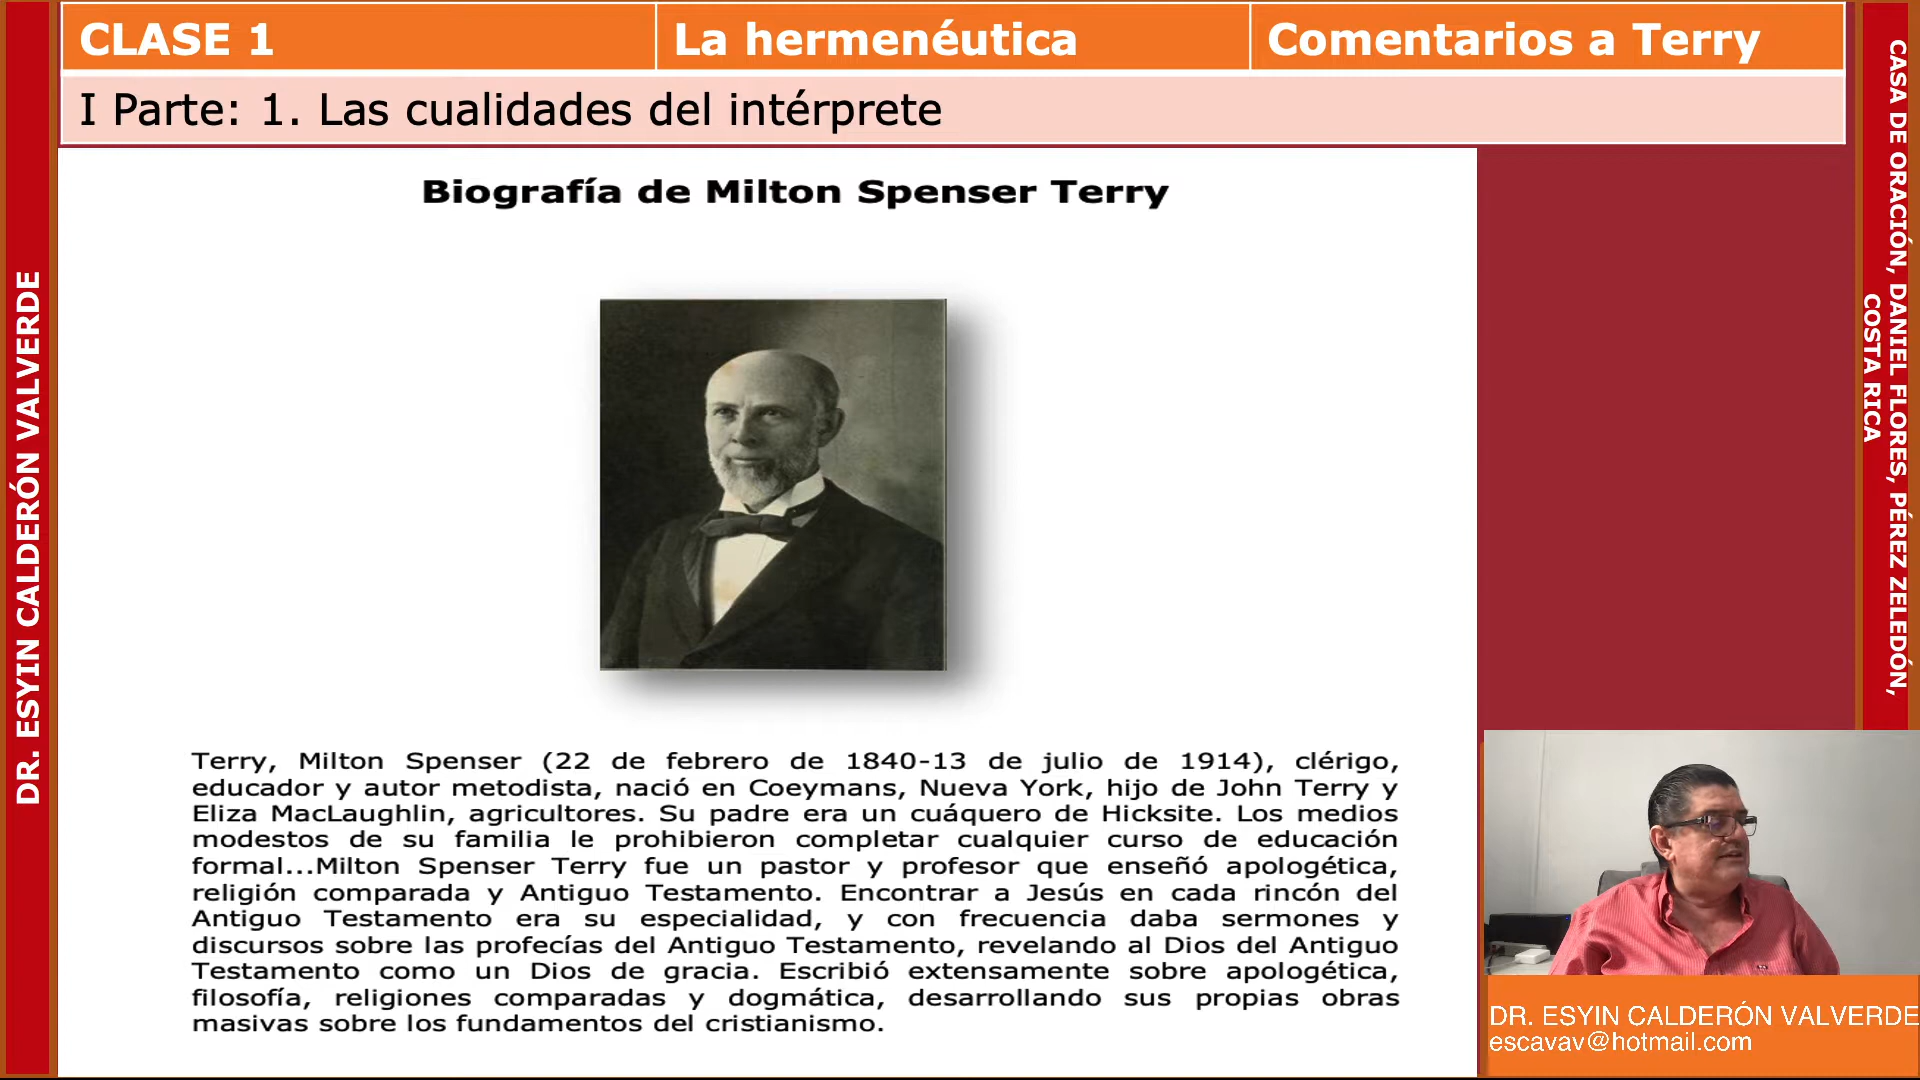 CLASE 1
La hermenéutica
Comentarios a Terry
I Parte: 1. Las cualidades del intérprete
DR. ESYIN CALDERÓN VALVERDE
Biografía de Milton Spenser Terry
Terry, Milton Spenser (22 de febrero de 1840-13 de julio de 1914), clérigo,
educador y autor metodista, nació en Coeymans, Nueva York, hijo de John Terry y
Eliza MacLaughlin, agricultores. Su padre era un cuáquero de Hicksite. Los medios
modestos de su familia le prohibieron completar cualquier curso de educación
formal...Milton Spenser Terry fue un pastor y profesor que enseñó apologética,
religión comparada y Antiguo Testamento. Encontrar a Jesús en cada rincón del
Antiguo Testamento era su especialidad, y con frecuencia daba sermones y
discursos sobre las profecías del Antiguo Testamento, revelando al Dios del Antiguo
Testamento como un Dios de gracia. Escribió extensamente sobre apologética,
filosofía, religiones comparadas y dogmática, desarrollando sus propias obras
masivas sobre los fundamentos del cristianismo.
CASA DE ORACIÓN, DANIEL FLORES, PÉREZ ZELEDÓN,
COSTA RICA
DR. ESYIN CALDERÓN VALVERDE
escavav@hotmail.com